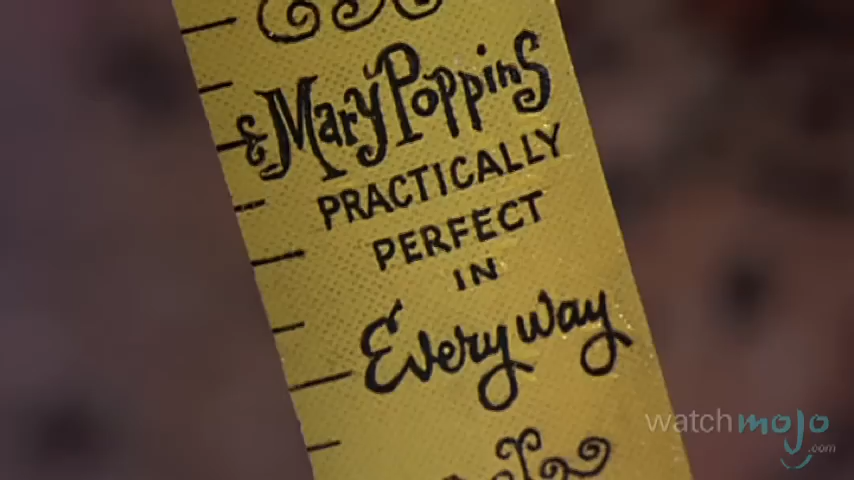 Mary Poppins
PRACTICALLY
PERFECT
IN
Every way
watchmojo
.com